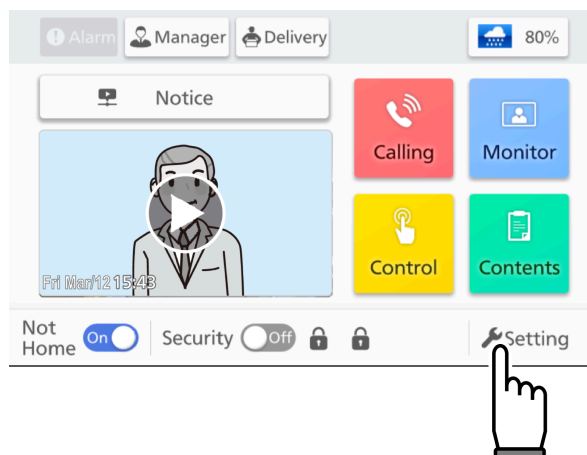 Alarm
Manager
Delivery
80%
Notice
Calling
Monitor
Fri Mar/12 15:43
Control
Contents
Not
Home
On
Security
Off
Setting